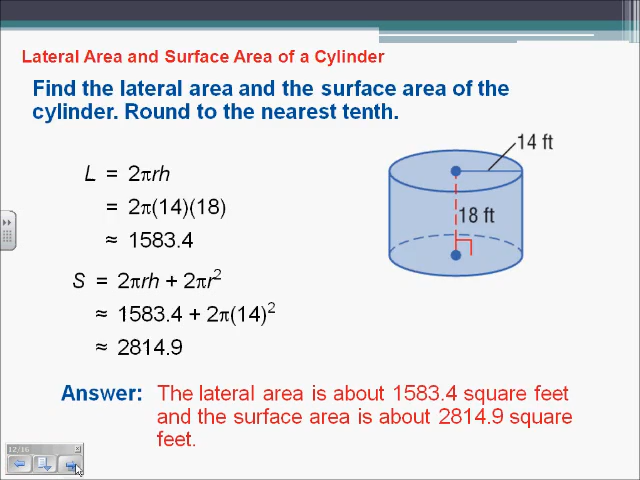 Lateral Area and Surface Area of a Cylinder
Find the lateral area and the surface area of the
cylinder. Round to the nearest tenth.
14 ft
18 ft
L = 2πrh
= 2π(14)(18)
≈ 1583.4
S = 2πrh + 2πr²
≈ 1583.4 + 2π(14)²
≈ 2814.9
Answer: The lateral area is about 1583.4 square feet
and the surface area is about 2814.9 square
feet.
12/16